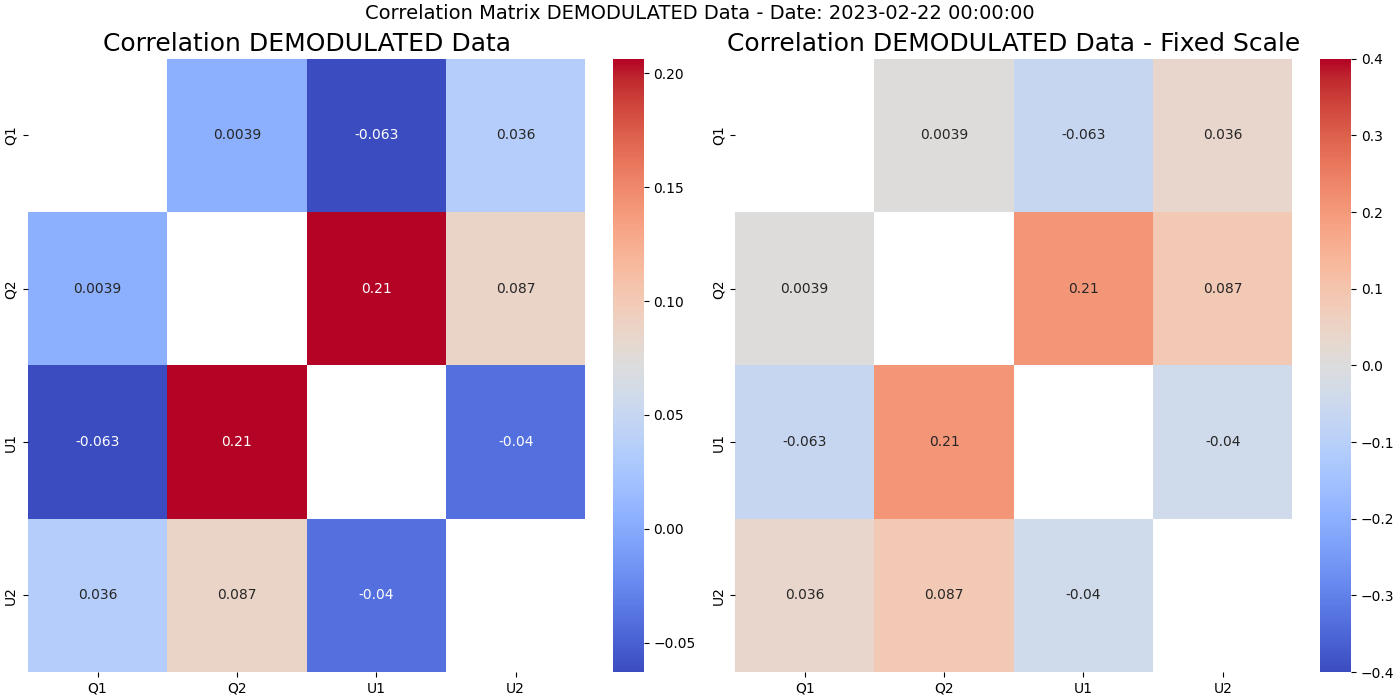 Correlation Matrix DEMODULATED Data - Date: 2023-02-22 00:00:00
Correlation DEMODULATED Data
Q1
0.0039
-0.063
0.036
Q2
0.0039
0.21
0.087
U1
-0.063
0.21
-0.04
U2
0.036
0.087
-0.04
Q1
Q2
U1
U2
0.20
0.15
0.10
0.05
0.00
−0.05
Correlation DEMODULATED Data - Fixed Scale
Q1
0.0039
-0.063
0.036
Q2
0.0039
0.21
0.087
U1
-0.063
0.21
-0.04
U2
0.036
0.087
-0.04
Q1
Q2
U1
U2
0.4
0.3
0.2
0.1
0.0
−0.1
−0.2
−0.3
−0.4